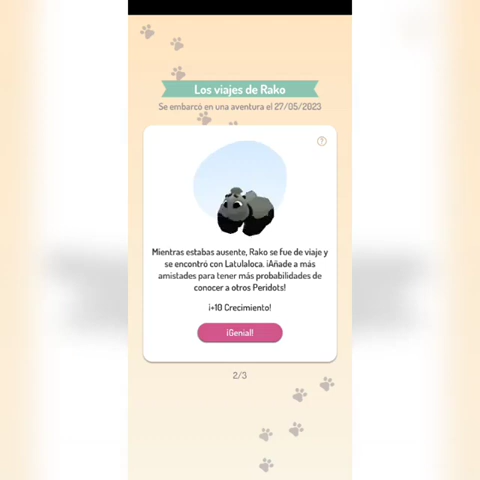 Los viajes de Rako
Se embarcó en una aventura el 27/05/2023
Mientras estabas ausente, Rako se fue de viaje y
se encontró con Latulaloca. ¡Añade a más
amistades para tener más probabilidades de
conocer a otros Peridots!
¡+10 Crecimiento!
¡Genial!
2/3